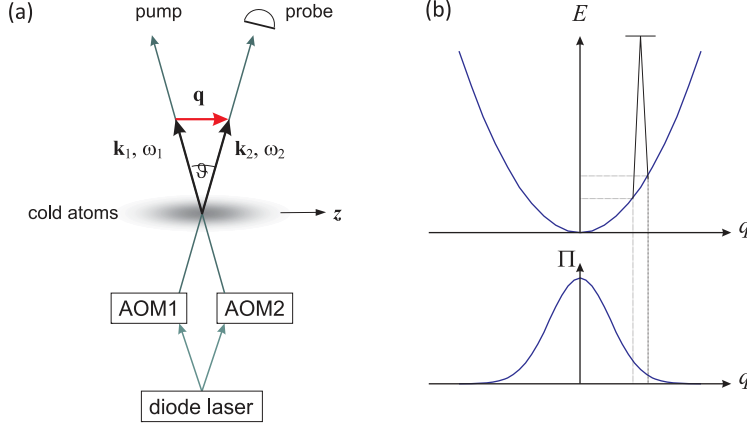 (a)
pump
probe
q
k₁, ω₁
k₂, ω₂
ϑ
cold atoms
z
AOM1
AOM2
diode laser
(b)
E
q
Π
q